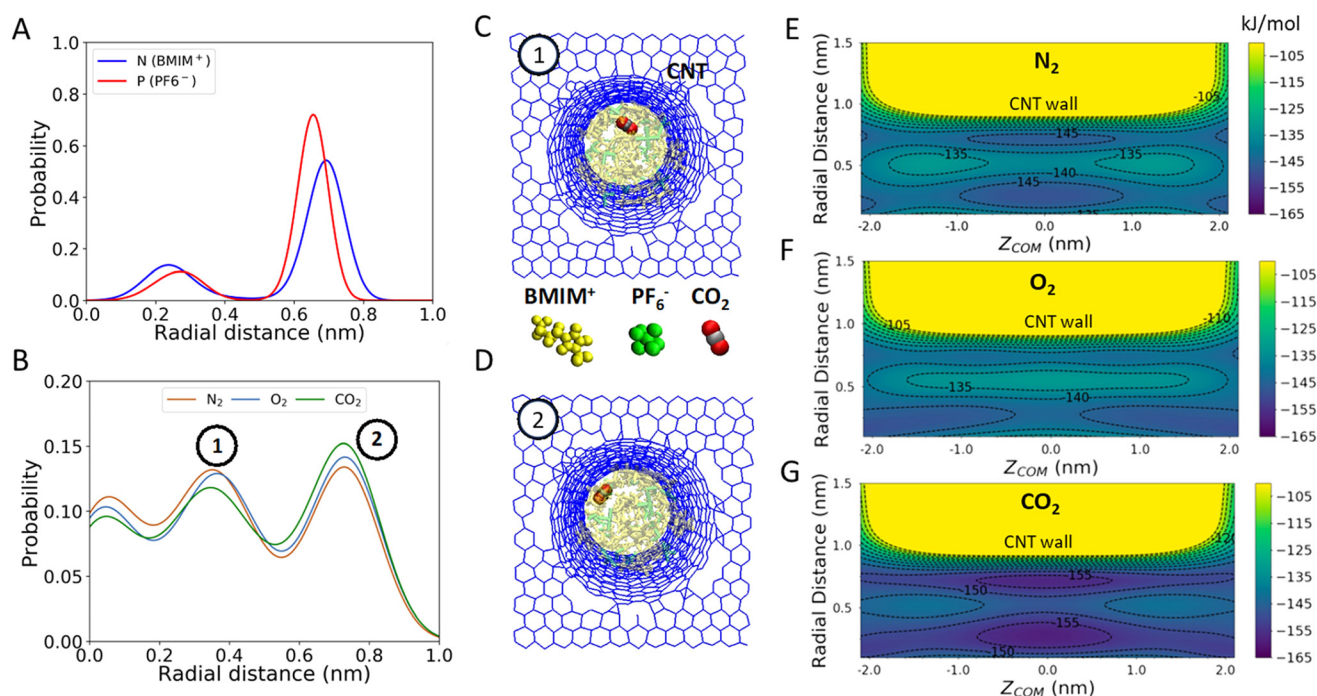 A
1.0
0.8
0.6
0.4
0.2
0.0
Probability
N (BMIM⁺)
P (PF6⁻)
0.0 0.2 0.4 0.6 0.8 1.0
Radial distance (nm)
B
0.20
0.15
0.10
0.05
0.00
Probability
N₂ O₂ CO₂
1
2
0.0 0.2 0.4 0.6 0.8 1.0
Radial distance (nm)
C
1
CNT
BMIM⁺ PF₆⁻ CO₂
D
2
E
kJ/mol
N₂
CNT wall
-105
-145
-135
-135
-140
-145
1.5
1.0
0.5
Radial Distance (nm)
-2.1 -1.0 0.0 1.0 2.0
Z_COM (nm)
−105
−115
−125
−135
−145
−155
−165
F
O₂
CNT wall
-105
-110
-135
-140
1.5
1.0
0.5
Radial Distance (nm)
-2.1 -1.0 0.0 1.0 2.0
Z_COM (nm)
−105
−115
−125
−135
−145
−155
−165
G
CO₂
CNT wall
-155
-150
-155
-150
1.5
1.0
0.5
Radial Distance (nm)
-2.1 -1.0 0.0 1.0 2.0
Z_COM (nm)
−105
−115
−125
−135
−145
−155
−165